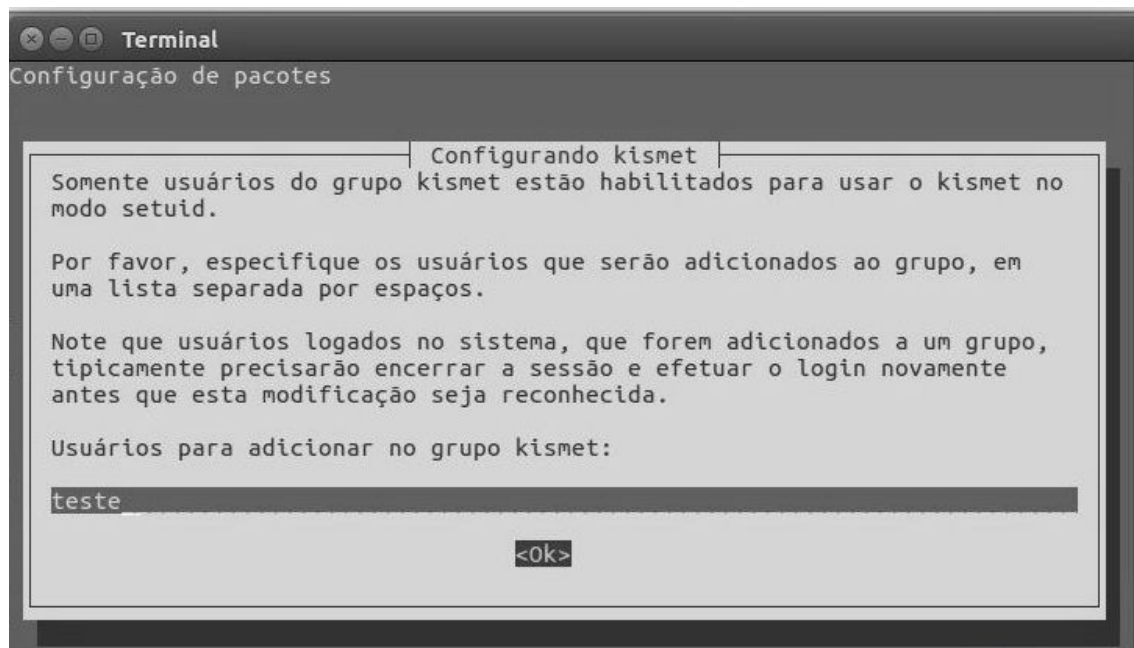 Terminal
Configuração de pacotes
Configurando kismet
Somente usuários do grupo kismet estão habilitados para usar o kismet no
modo setuid.
Por favor, especifique os usuários que serão adicionados ao grupo, em
uma lista separada por espaços.
Note que usuários logados no sistema, que forem adicionados a um grupo,
tipicamente precisarão encerrar a sessão e efetuar o login novamente
antes que esta modificação seja reconhecida.
Usuários para adicionar no grupo kismet:
teste
<Ok>